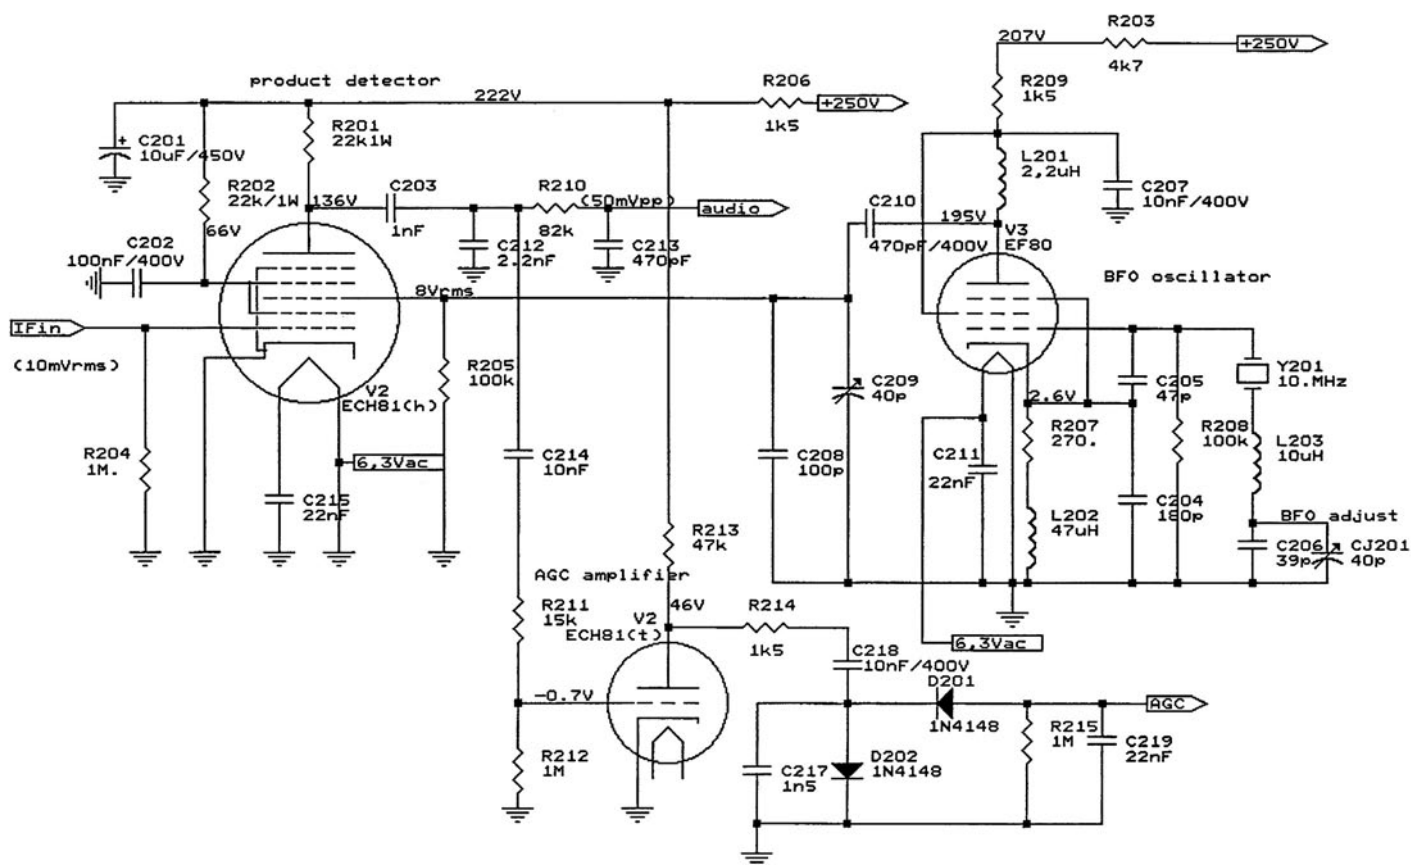 R203
207V
+250V
4k7
product detector
R206
R209
1k5
222V
+250V
1k5
R201
22k1W
C201
10uF/450V
L201
2,2uH
R202
22k/1W
136V
C203
1nF
R210
82k
(50mVpp)
audio
C207
10nF/400V
C210
470pF/400V
195V
V3
EF80
66V
C202
100nF/400V
C212
2.2nF
C213
470pF
BFO oscillator
8Vrms
IFin
(10mVrms)
R205
100k
V2
ECH81(h)
C209
40p
C205
47p
Y201
10.MHz
2.6V
R207
270.
R208
100k
L203
10uH
R204
1M.
6,3Vac
C214
10nF
C208
100p
C211
22nF
C215
22nF
C204
180p
L202
47uH
BFO adjust
R213
47k
C206
39p
CJ201
40p
AGC amplifier
R211
15k
V2
ECH81(t)
46V
R214
1k5
6,3Vac
C218
10nF/400V
D201
1N4148
-0.7V
AGC
R215
1M
C219
22nF
R212
1M
C217
1n5
D202
1N4148